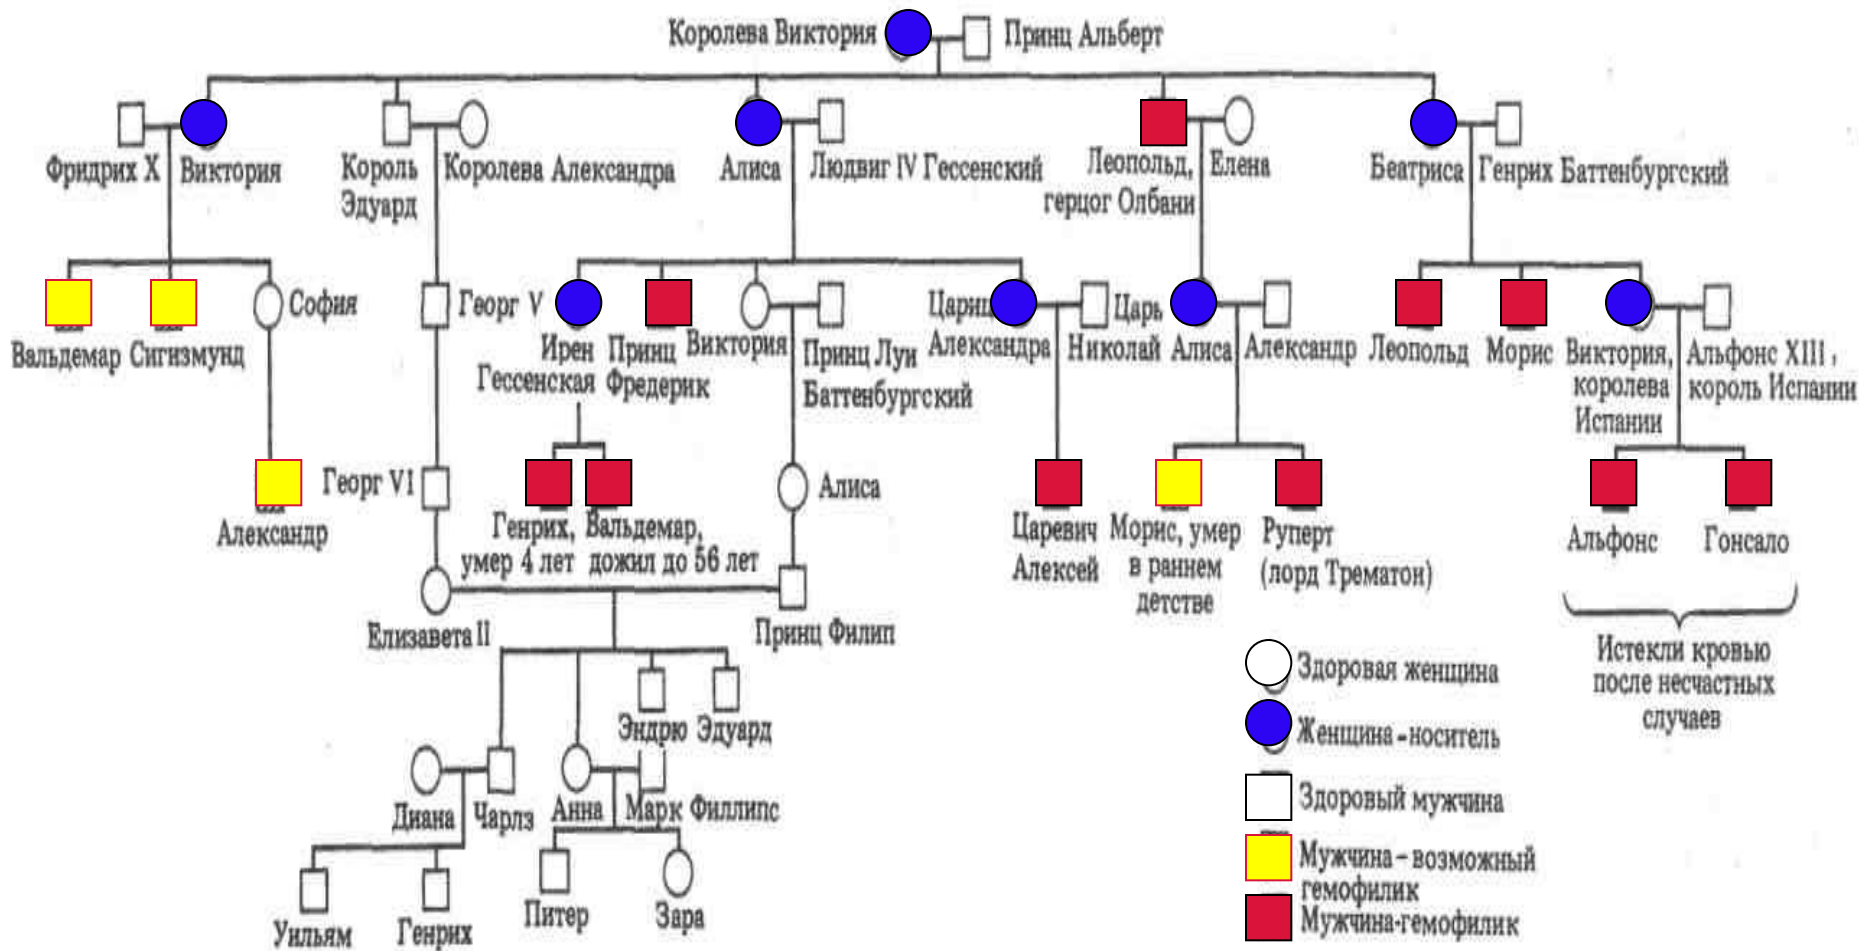 Королева Виктория
Принц Альберт
Фридрих X
Виктория
Король
Эдуард
Королева Александра
Алиса
Людвиг IV Гессенский
Леопольд,
герцог Олбани
Елена
Беатриса
Генрих Баттенбургский
Вальдемар
Сигизмунд
София
Георг V
Ирен
Гессенская
Принц
Фредерик
Виктория
Принц Луи
Баттенбургский
Цариц
Александра
Царь
Николай
Алиса
Александр
Леопольд
Морис
Виктория,
королева
Испании
Альфонс XIII,
король Испании
Александр
Георг VI
Генрих,
умер 4 лет
Вальдемар,
дожил до 56 лет
Алиса
Царевич
Алексей
Морис, умер
в раннем
детстве
Руперт
(лорд Трематон)
Альфонс
Гонсало
Истекли кровью
после несчастных
случаев
Елизавета II
Принц Филип
Эндрю
Эдуард
Диана
Чарлз
Анна
Марк Филлипс
Уильям
Генрих
Питер
Зара
Здоровая женщина
Женщина-носитель
Здоровый мужчина
Мужчина-возможный
гемофилик
Мужчина-гемофилик